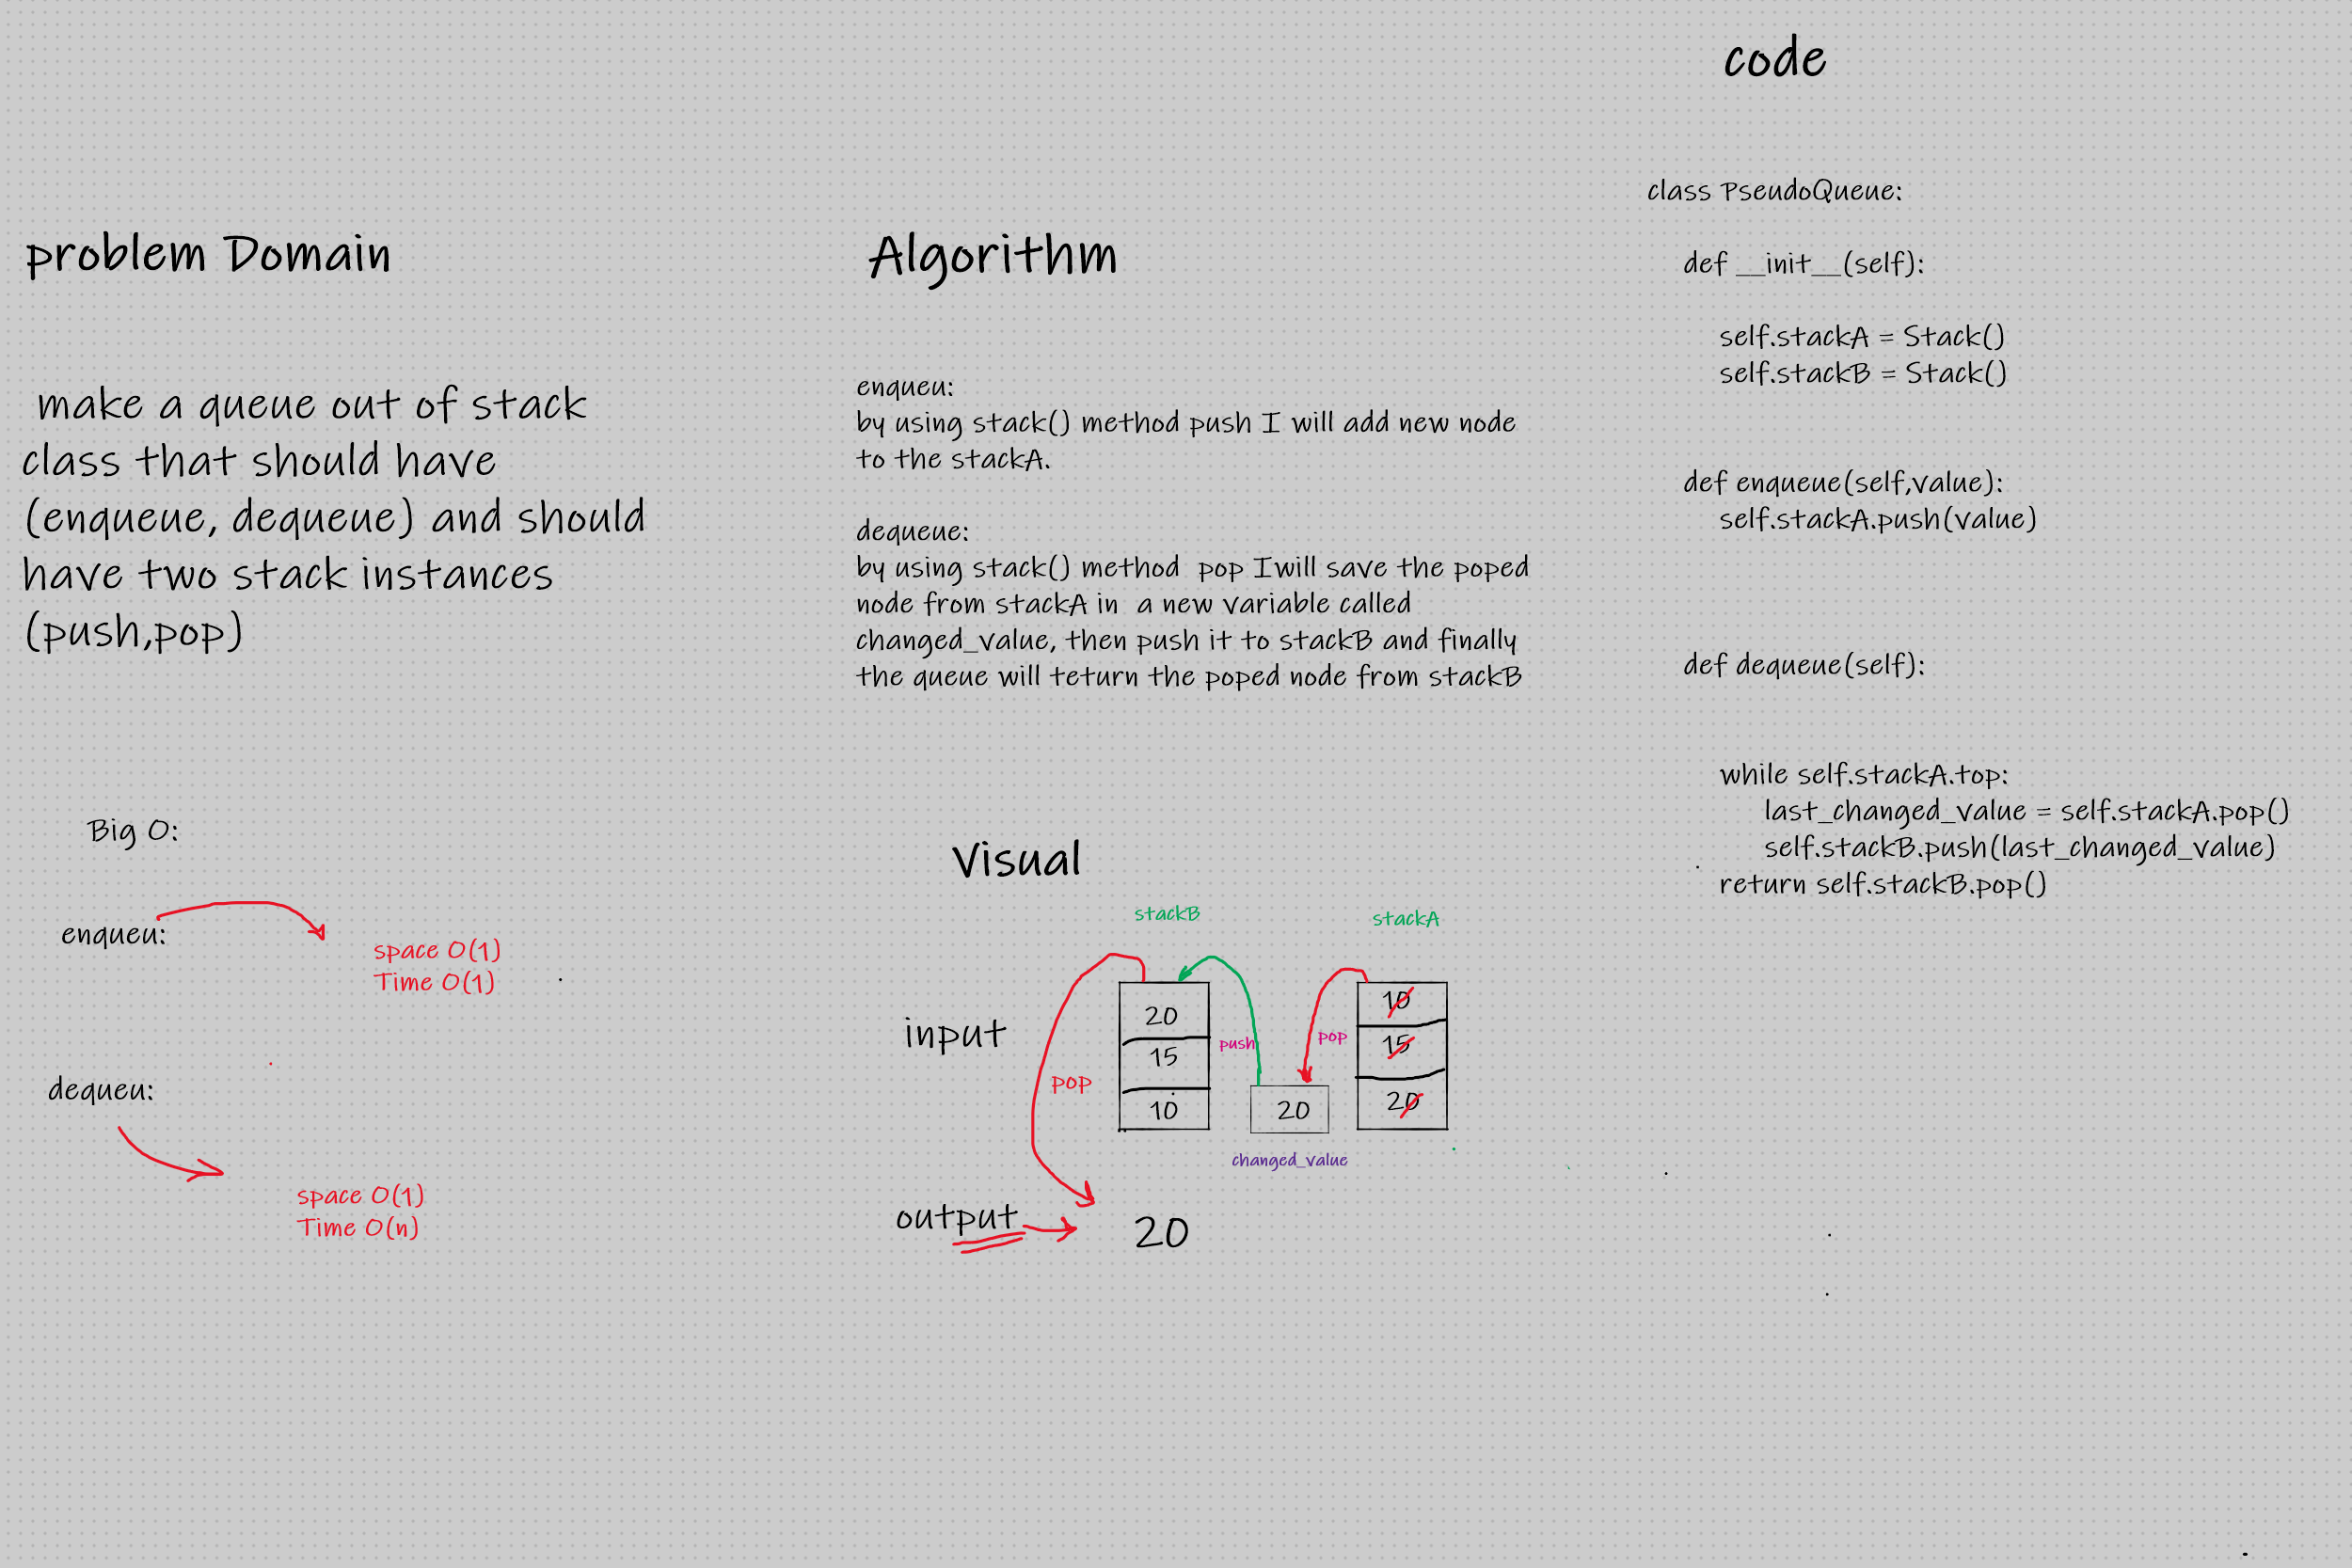 problem Domain
make a queue out of stack
class that should have
(enqueue, dequeue) and should
have two stack instances
(push,pop)
Big O:
enqueu:
space O(1)
Time O(1)
dequeu:
space O(1)
Time O(n)
Algorithm
enqueu:
by using stack() method push I will add new node
to the stackA.
dequeue:
by using stack() method pop Iwill save the poped
node from stackA in a new variable called
changed_value, then push it to stackB and finally
the queue will teturn the poped node from stackB
Visual
stackB
stackA
input
20
15
10
pop
push
pop
10
15
20
20
changed_value
output
20
code
class PseudoQueue:
def __init__(self):
self.stackA = Stack()
self.stackB = Stack()
def enqueue(self,value):
self.stackA.push(value)
def dequeue(self):
while self.stackA.top:
last_changed_value = self.stackA.pop()
self.stackB.push(last_changed_value)
return self.stackB.pop()